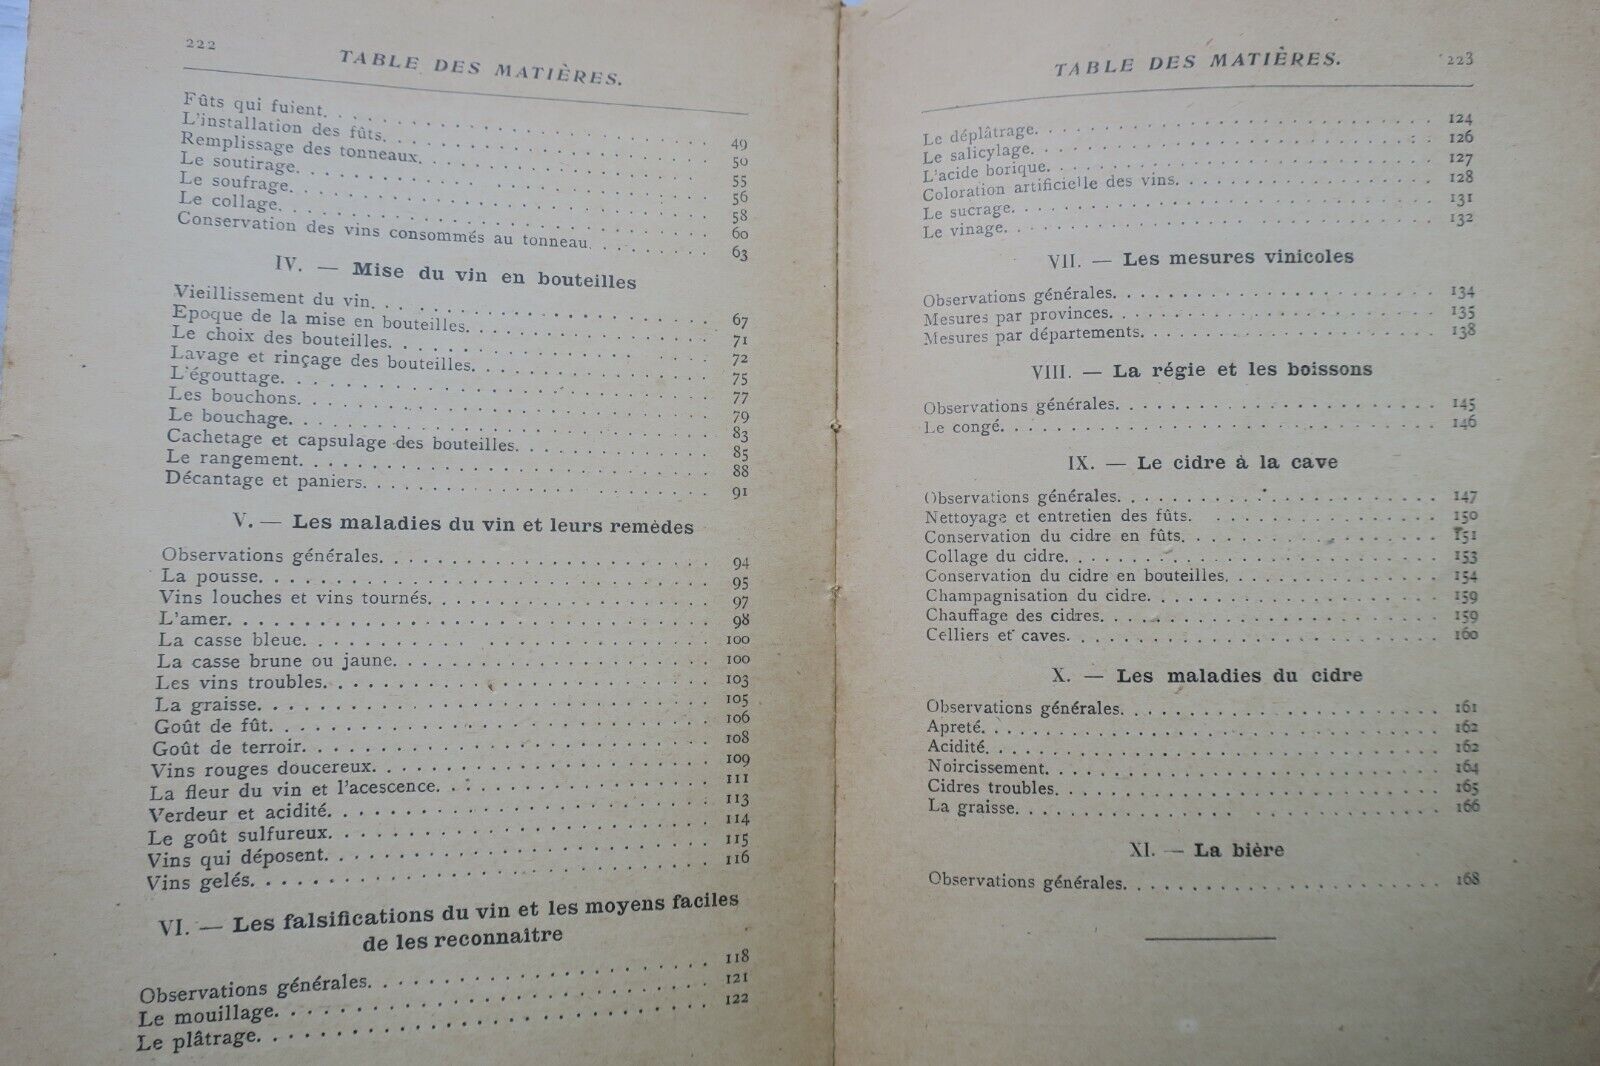 222
TABLE DES MATIÈRES.
Fûts qui fuient. 49
L'installation des fûts. 50
Remplissage des tonneaux. 55
Le soutirage. 56
Le soufrage. 58
Le collage. 60
Conservation des vins consommés au tonneau. 63
IV. — Mise du vin en bouteilles
Vieillissement du vin. 67
Epoque de la mise en bouteilles. 71
Le choix des bouteilles. 72
Lavage et rinçage des bouteilles. 75
L'égouttage. 77
Les bouchons. 79
Le bouchage. 83
Cachetage et capsulage des bouteilles. 85
Le rangement. 88
Décantage et paniers. 91
V. — Les maladies du vin et leurs remèdes
Observations générales. 94
La pousse. 95
Vins louches et vins tournés. 97
L'amer. 98
La casse bleue. 100
La casse brune ou jaune. 100
Les vins troubles. 103
La graisse. 105
Goût de fût. 106
Goût de terroir. 108
Vins rouges doucereux. 109
La fleur du vin et l'acescence. 111
Verdeur et acidité. 113
Le goût sulfureux. 114
Vins qui déposent. 115
Vins gelés. 116
VI. — Les falsifications du vin et les moyens faciles
de les reconnaître
Observations générales. 118
Le mouillage. 121
Le plâtrage. 122
TABLE DES MATIÈRES. 223
Le déplâtrage. 124
Le salicylage. 126
L'acide borique. 127
Coloration artificielle des vins. 128
Le sucrage. 131
Le vinage. 132
VII. — Les mesures vinicoles
Observations générales. 134
Mesures par provinces. 135
Mesures par départements. 138
VIII. — La régie et les boissons
Observations générales. 145
Le congé. 146
IX. — Le cidre à la cave
Observations générales. 147
Nettoyage et entretien des fûts. 150
Conservation du cidre en fûts. 151
Collage du cidre. 153
Conservation du cidre en bouteilles. 154
Champagnisation du cidre. 159
Chauffage des cidres. 159
Celliers et caves. 160
X. — Les maladies du cidre
Observations générales. 161
Apreté. 162
Acidité. 162
Noircissement. 164
Cidres troubles. 165
La graisse. 166
XI. — La bière
Observations générales. 168